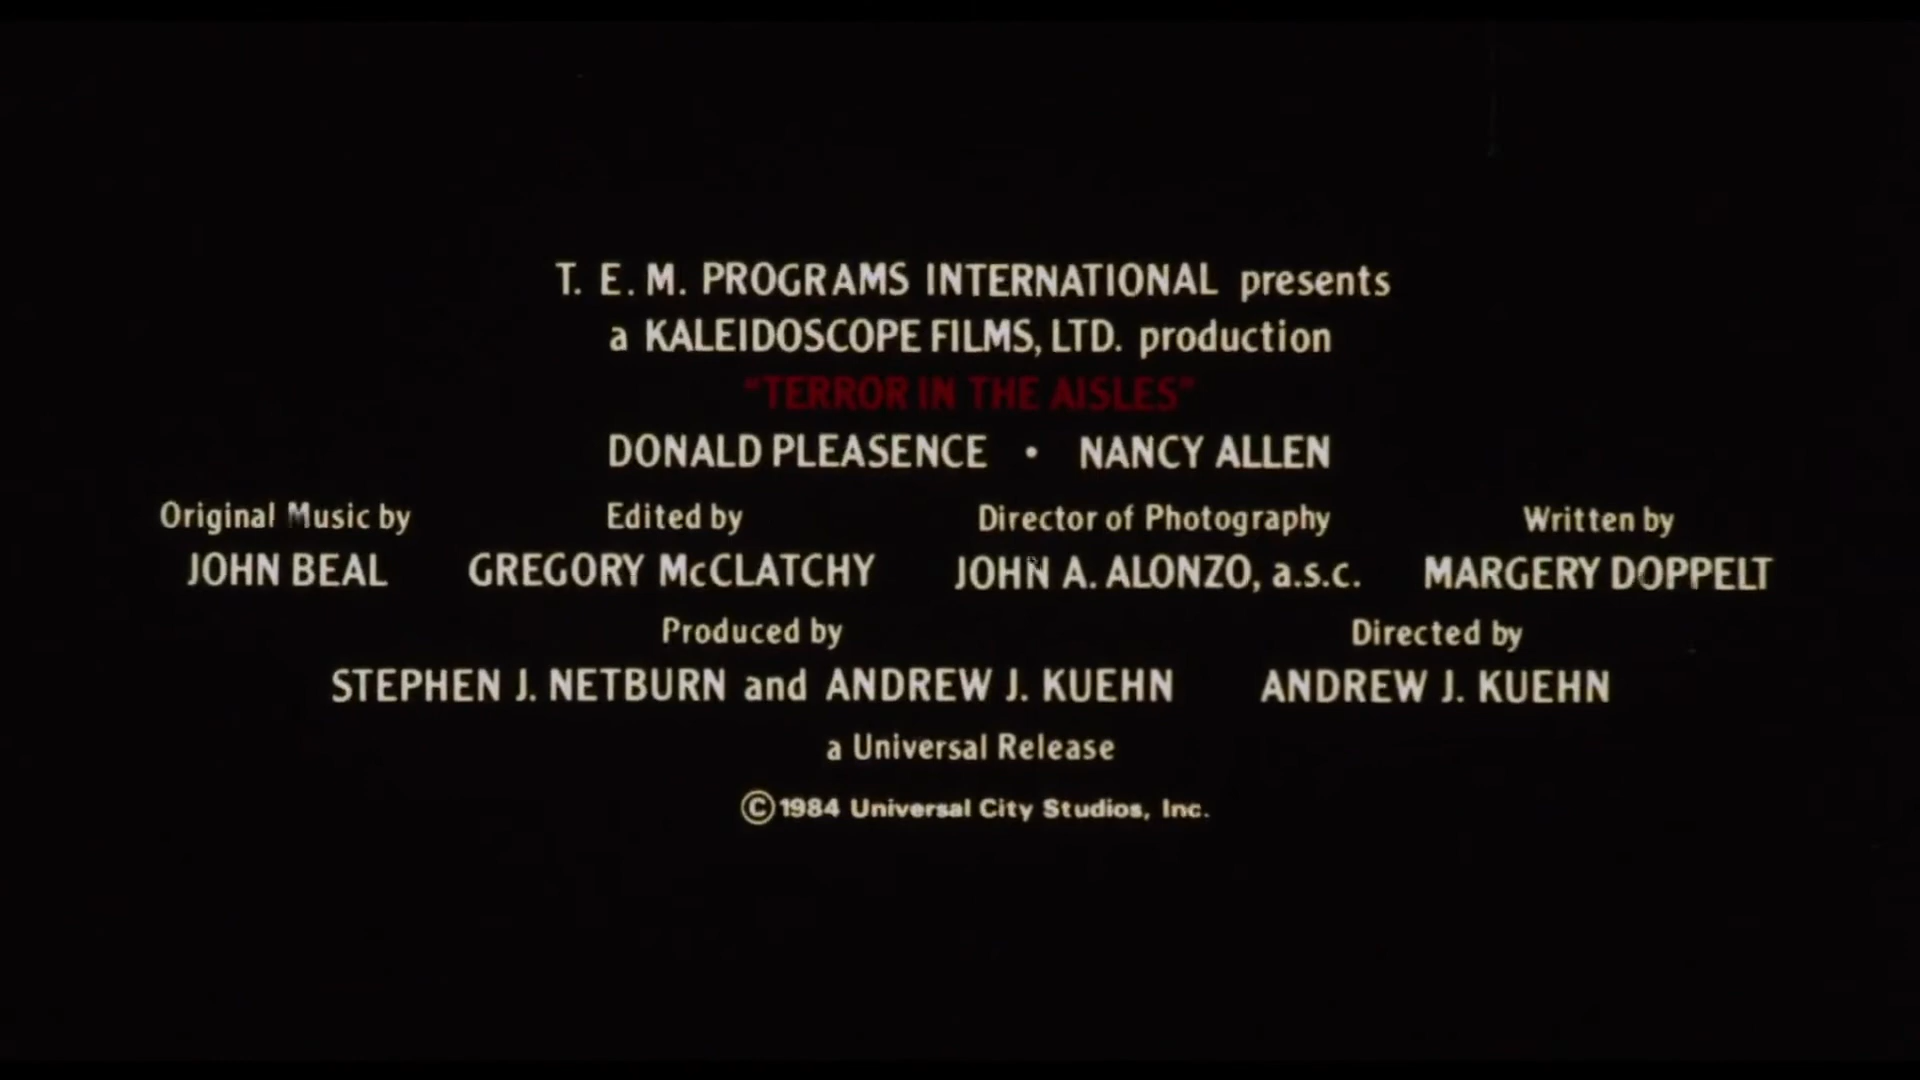 T. E. M. PROGRAMS INTERNATIONAL presents
a KALEIDOSCOPE FILMS, LTD. production
"TERROR IN THE AISLES"
DONALD PLEASENCE • NANCY ALLEN
Original Music by Edited by Director of Photography Written by
JOHN BEAL GREGORY McCLATCHY JOHN A. ALONZO, a.s.c. MARGERY DOPPELT
Produced by Directed by
STEPHEN J. NETBURN and ANDREW J. KUEHN ANDREW J. KUEHN
a Universal Release
©1984 Universal City Studios, Inc.